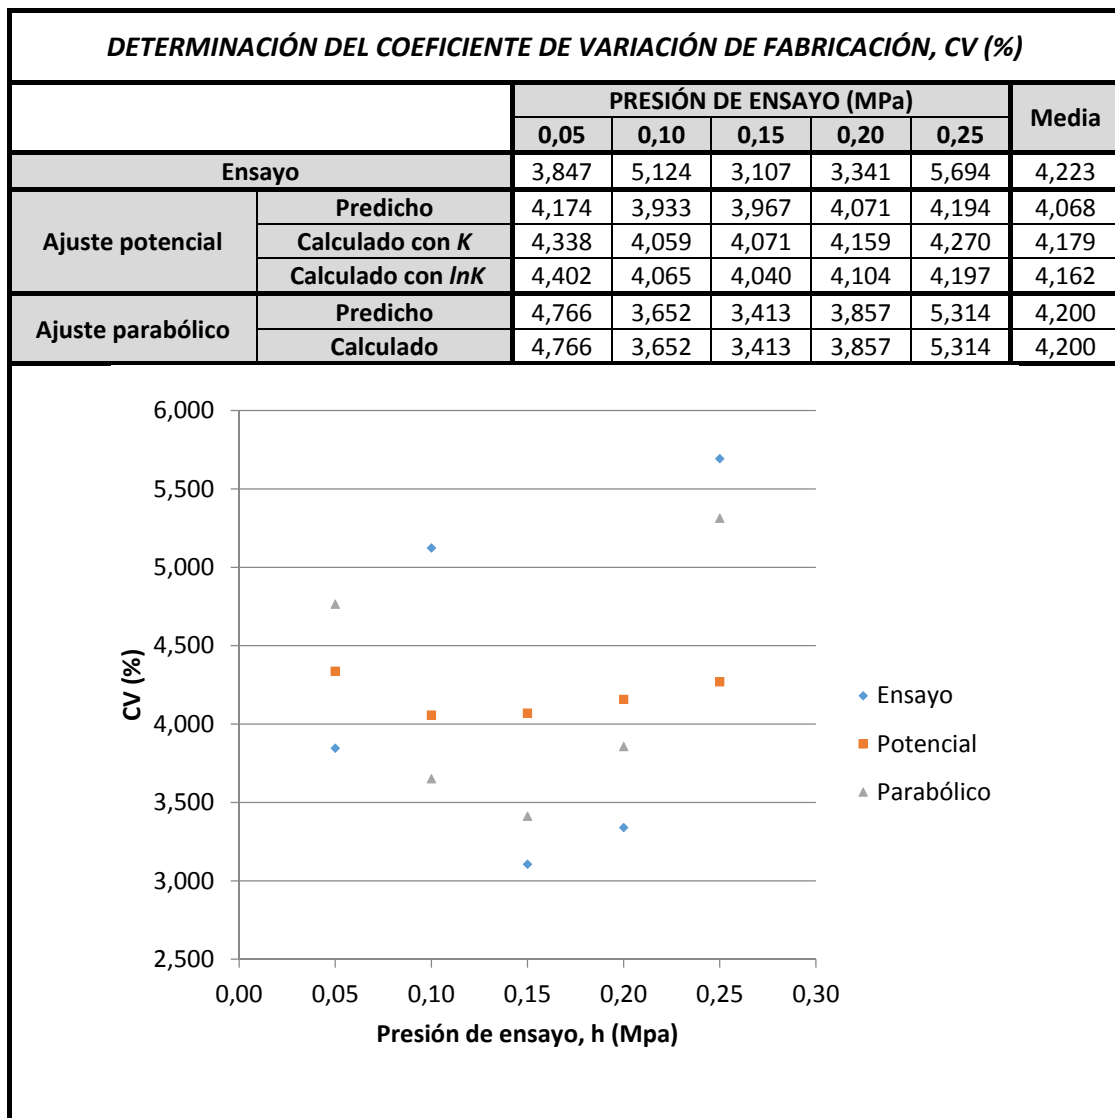 DETERMINACIÓN DEL COEFICIENTE DE VARIACIÓN DE FABRICACIÓN, CV (%)
PRESIÓN DE ENSAYO (MPa) Media
0,05 0,10 0,15 0,20 0,25
Ensayo 3,847 5,124 3,107 3,341 5,694 4,223
Ajuste potencial Predicho 4,174 3,933 3,967 4,071 4,194 4,068
Calculado con K 4,338 4,059 4,071 4,159 4,270 4,179
Calculado con lnK 4,402 4,065 4,040 4,104 4,197 4,162
Ajuste parabólico Predicho 4,766 3,652 3,413 3,857 5,314 4,200
Calculado 4,766 3,652 3,413 3,857 5,314 4,200
6,000
5,500
5,000
4,500
4,000
3,500
3,000
2,500
CV (%)
0,00 0,05 0,10 0,15 0,20 0,25 0,30
Presión de ensayo, h (Mpa)
Ensayo
Potencial
Parabólico